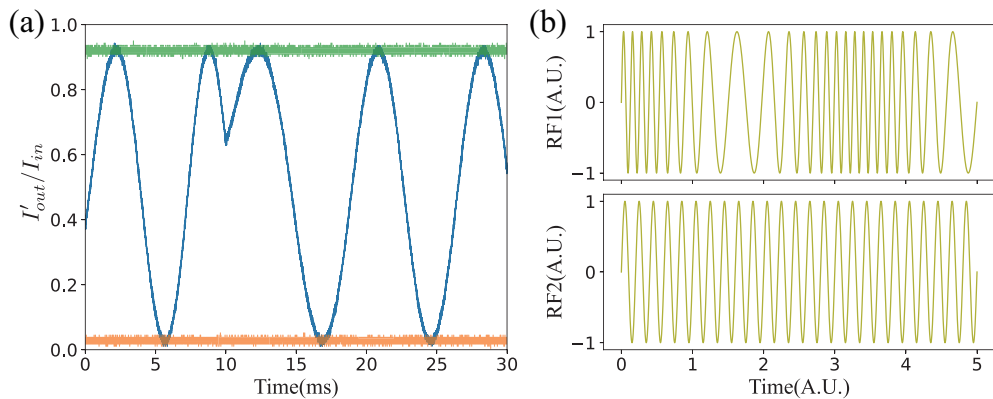 (a)
1.0
0.8
0.6
0.4
0.2
0.0
I'out/Iin
0 5 10 15 20 25 30
Time(ms)
(b)
1
0
−1
RF1(A.U.)
1
0
−1
RF2(A.U.)
0 1 2 3 4 5
Time(A.U.)